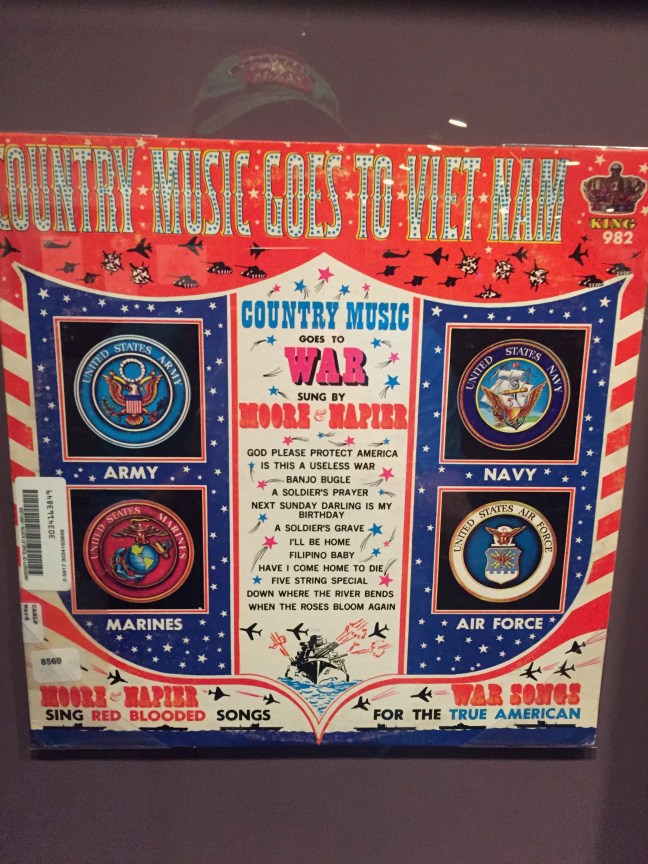 COUNTRY MUSIC GOES TO VIET NAM
KING
982
COUNTRY MUSIC
GOES TO
WAR
SUNG BY
MOORE & NAPIER
GOD PLEASE PROTECT AMERICA
IS THIS A USELESS WAR
BANJO BUGLE
A SOLDIER'S PRAYER
NEXT SUNDAY DARLING IS MY
BIRTHDAY
A SOLDIER'S GRAVE
I'LL BE HOME
FILIPINO BABY
HAVE I COME HOME TO DIE
FIVE STRING SPECIAL
DOWN WHERE THE RIVER BENDS
WHEN THE ROSES BLOOM AGAIN
UNITED STATES ARMY
ARMY
UNITED STATES MARINES
MARINES
UNITED STATES NAVY
NAVY
UNITED STATES AIR FORCE
AIR FORCE
8569
MOORE & NAPIER
SING RED BLOODED SONGS
WAR SONGS
FOR THE TRUE AMERICAN